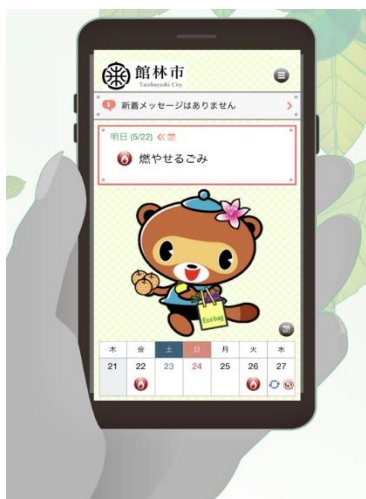 館林市
Tatebayashi City
新着メッセージはありません
明日 (5/22)
燃やせるごみ
Eco bag
木 金 土 日 月 火 水
21 22 23 24 25 26 27